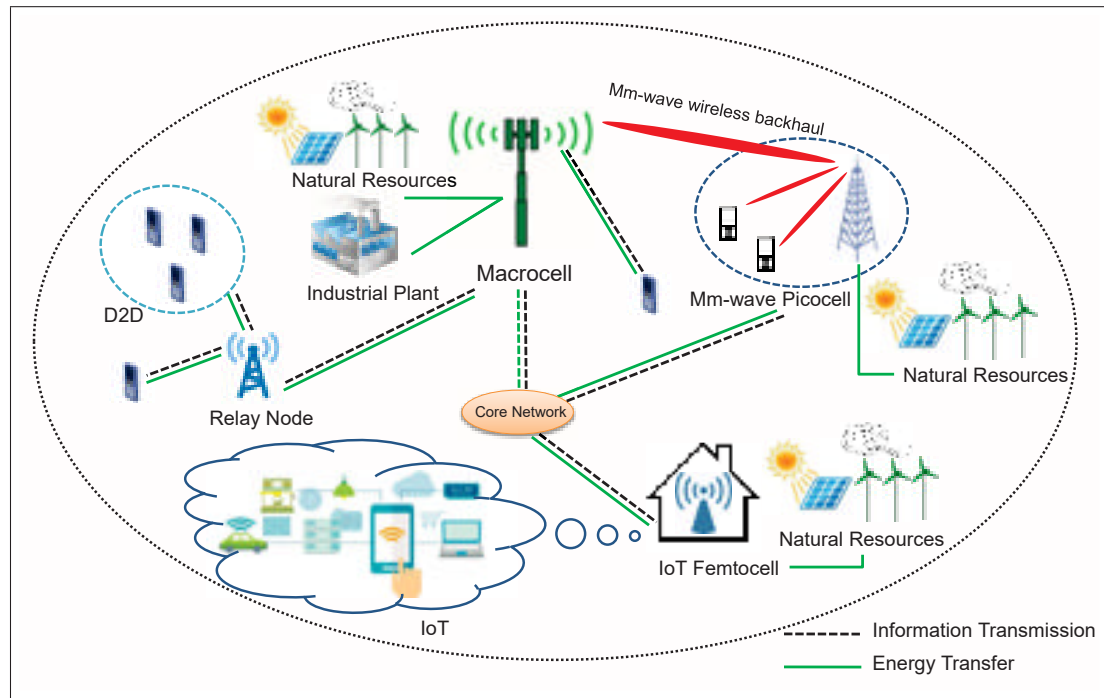 Mm-wave wireless backhaul
Natural Resources
Macrocell
Industrial Plant
Mm-wave Picocell
D2D
Natural Resources
Relay Node
Core Network
Natural Resources
IoT Femtocell
IoT
Information Transmission
Energy Transfer